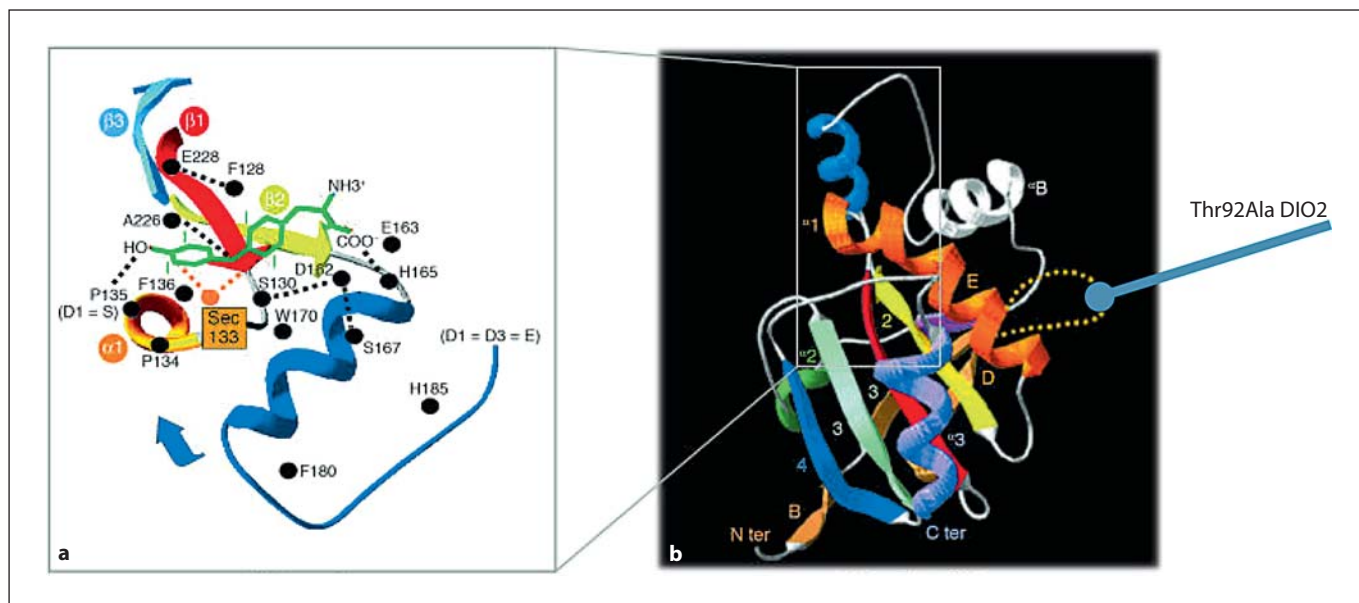 β3
β1
E228
F128
NH3⁺
β2
A226
COO⁻
E163
HO
D162
H165
F136
S130
P135
(D1 = S)
Sec
133
W170
S167
(D1 = D3 = E)
α1
P134
H185
F180
a
αB
α1
Thr92Ala DIO2
E
2
α2
D
3
3
α3
4
B
N ter
C ter
b